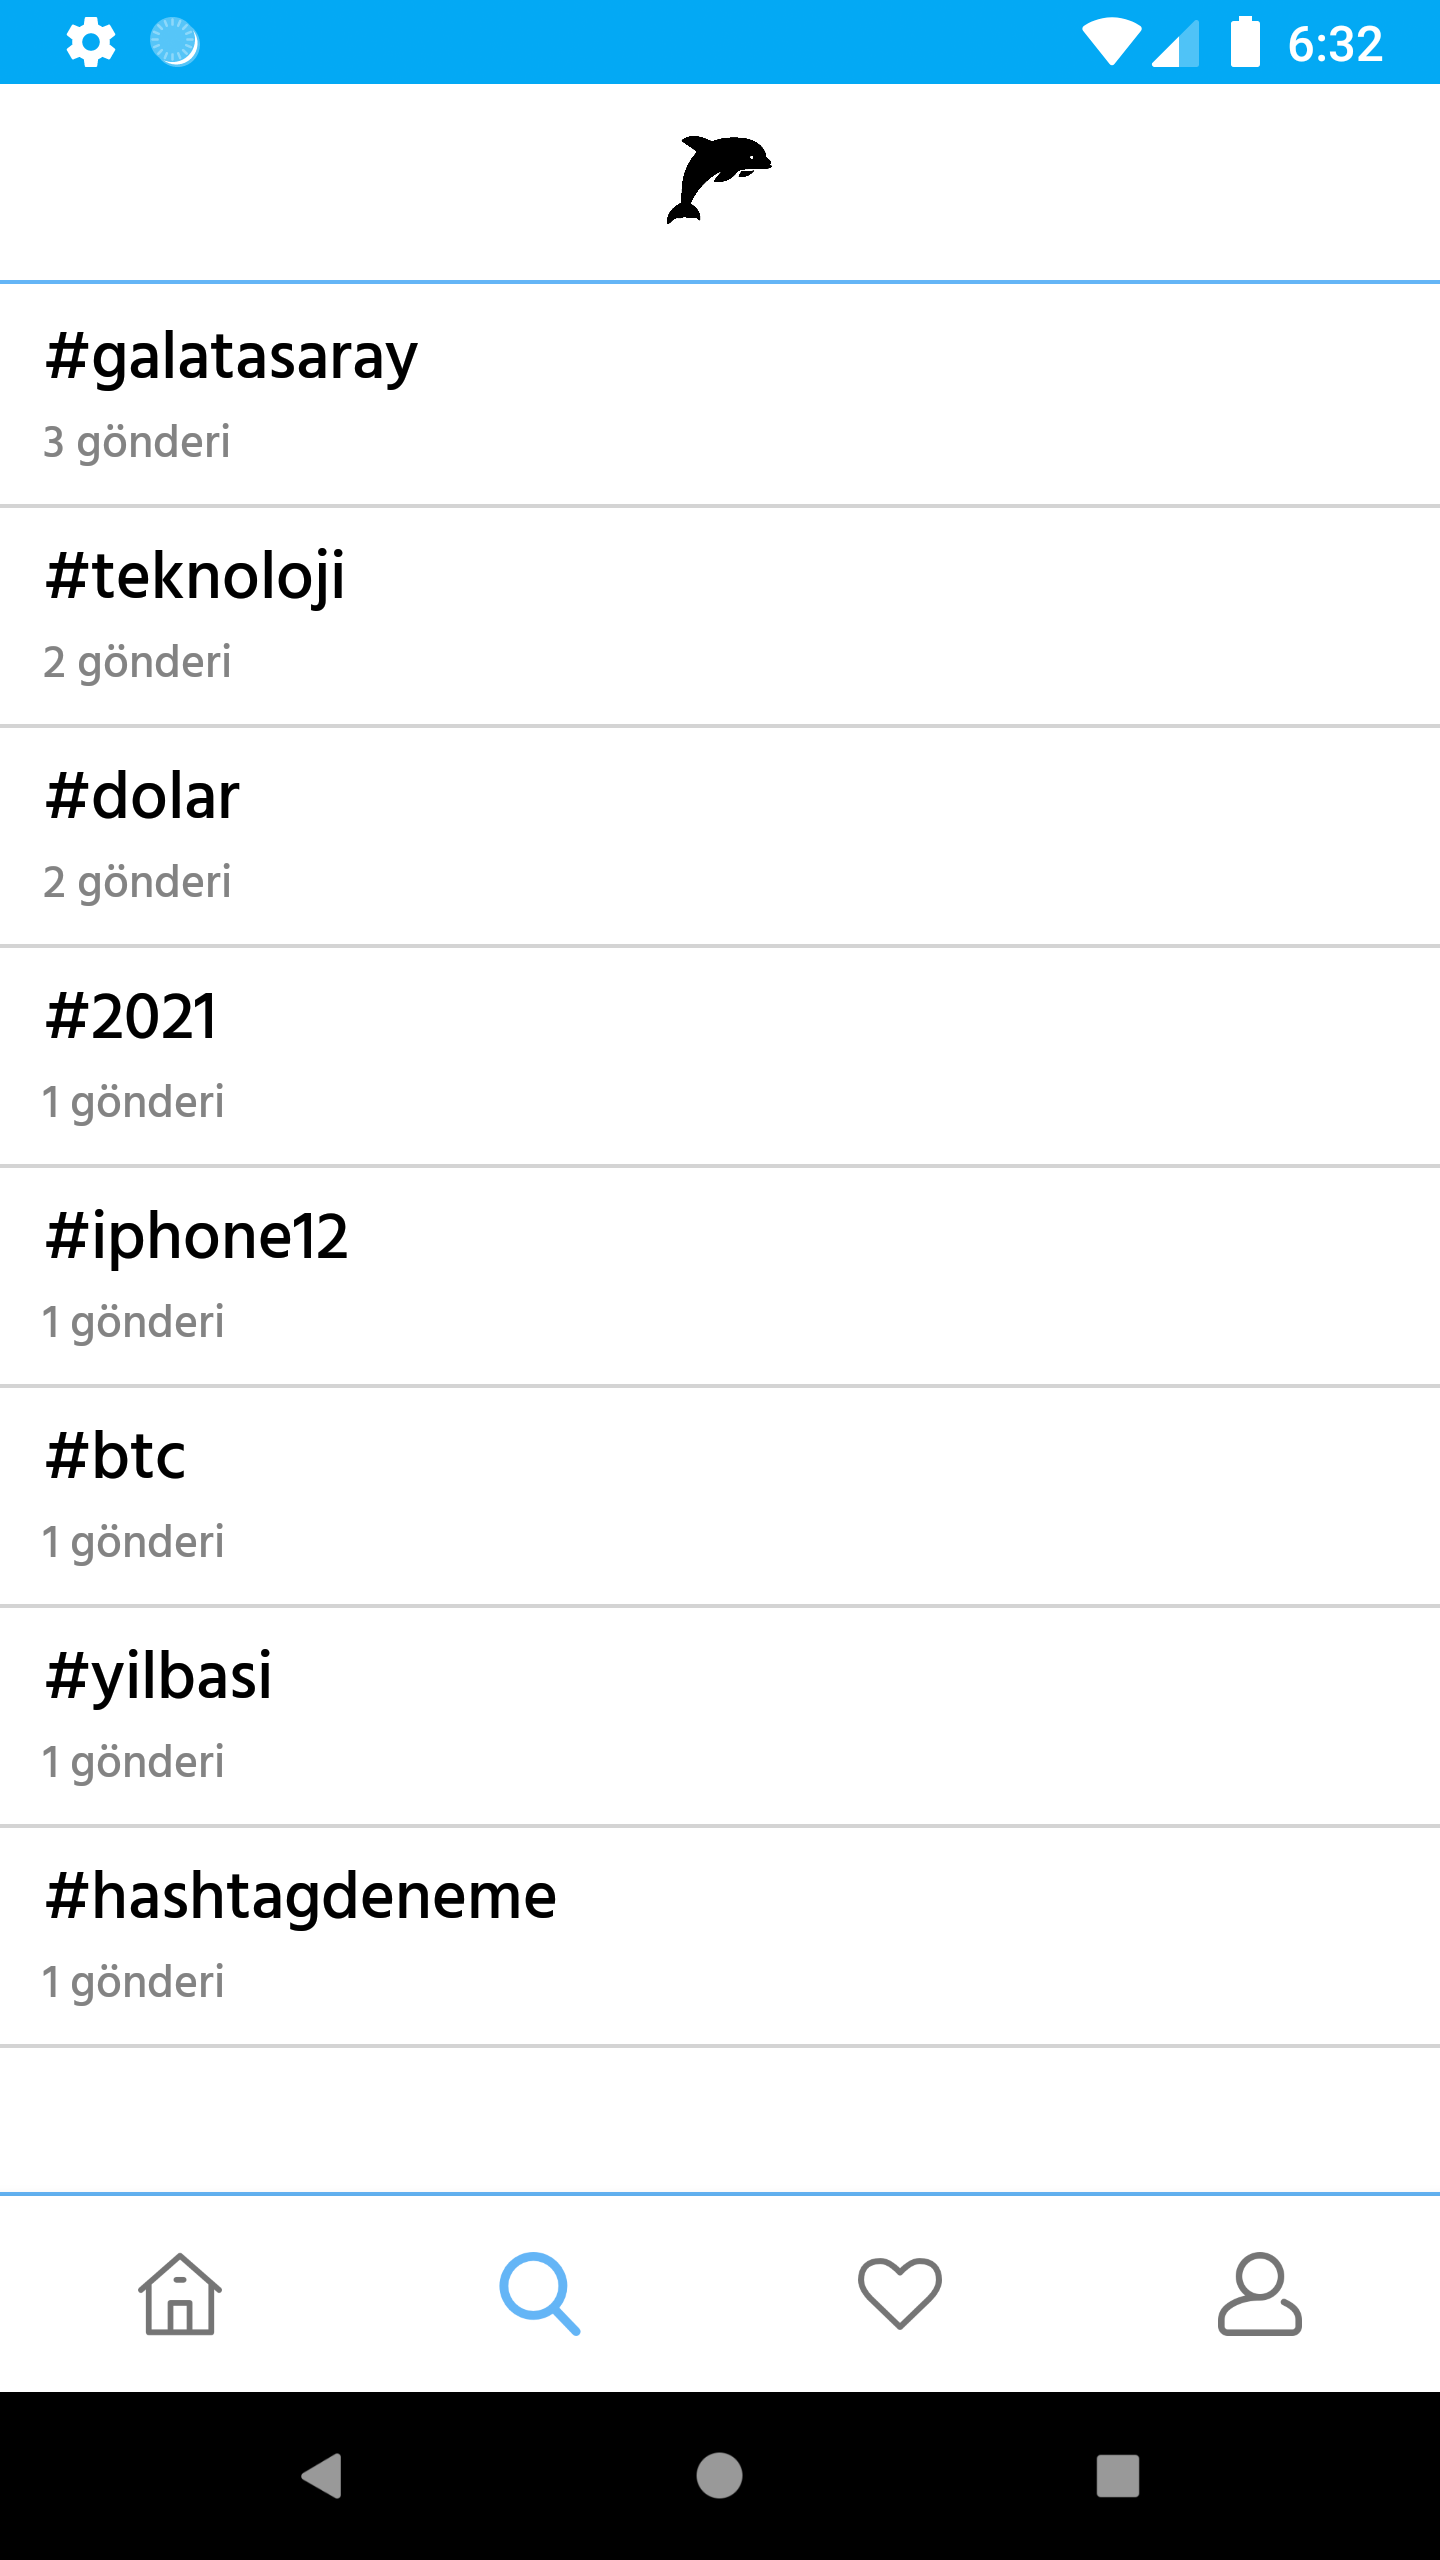 6:32
#galatasaray
3 gönderi
#teknoloji
2 gönderi
#dolar
2 gönderi
#2021
1 gönderi
#iphone12
1 gönderi
#btc
1 gönderi
#yilbasi
1 gönderi
#hashtagdeneme
1 gönderi